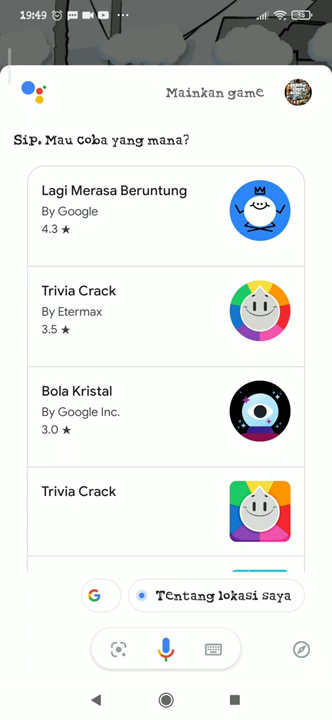 19:49
Mainkan game
Sip. Mau coba yang mana?
Lagi Merasa Beruntung
By Google
4.3 ★
Trivia Crack
By Etermax
3.5 ★
Bola Kristal
By Google Inc.
3.0 ★
Trivia Crack
Tentang lokasi saya